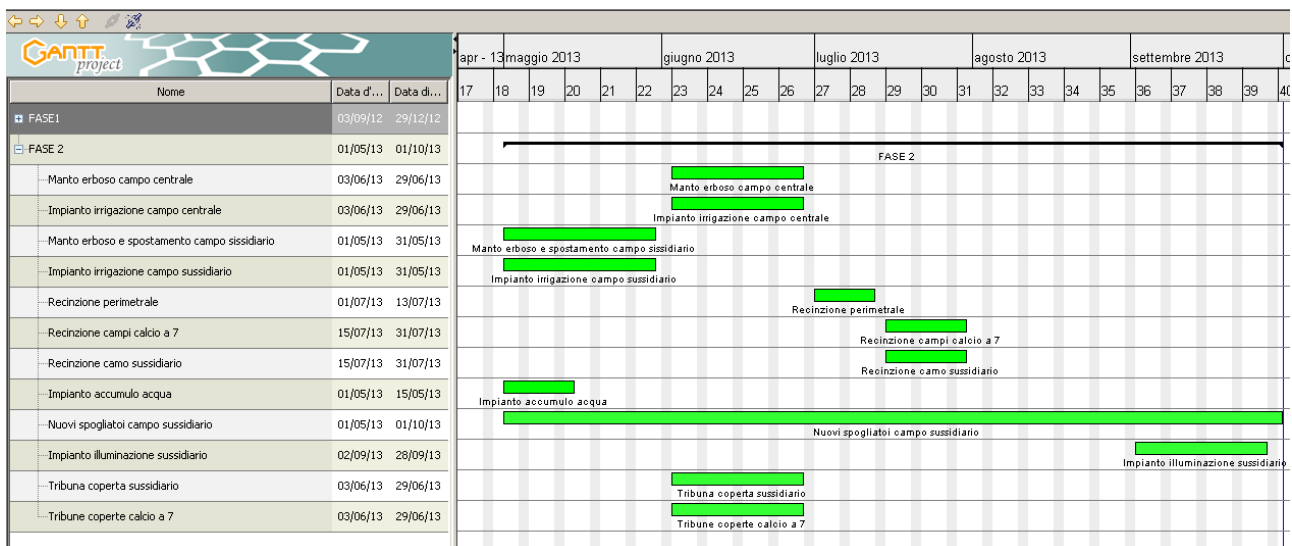 GANTT
project
apr - 13 maggio 2013 giugno 2013 luglio 2013 agosto 2013 settembre 2013
Nome Data d'... Data di... 17 18 19 20 21 22 23 24 25 26 27 28 29 30 31 32 33 34 35 36 37 38 39 40
FASE1 03/09/12 29/12/12
FASE 2 01/05/13 01/10/13
FASE 2
Manto erboso campo centrale 03/06/13 29/06/13
Manto erboso campo centrale
Impianto irrigazione campo centrale 03/06/13 29/06/13
Impianto irrigazione campo centrale
Manto erboso e spostamento campo sissidiario 01/05/13 31/05/13
Manto erboso e spostamento campo sissidiario
Impianto irrigazione campo sussidiario 01/05/13 31/05/13
Impianto irrigazione campo sussidiario
Recinzione perimetrale 01/07/13 13/07/13
Recinzione perimetrale
Recinzione campi calcio a 7 15/07/13 31/07/13
Recinzione campi calcio a 7
Recinzione camo sussidiario 15/07/13 31/07/13
Recinzione camo sussidiario
Impianto accumulo acqua 01/05/13 15/05/13
Impianto accumulo acqua
Nuovi spogliatoi campo sussidiario 01/05/13 01/10/13
Nuovi spogliatoi campo sussidiario
Impianto illuminazione sussidiario 02/09/13 28/09/13
Impianto illuminazione sussidiario
Tribuna coperta sussidiario 03/06/13 29/06/13
Tribuna coperta sussidiario
Tribune coperte calcio a 7 03/06/13 29/06/13
Tribune coperte calcio a 7